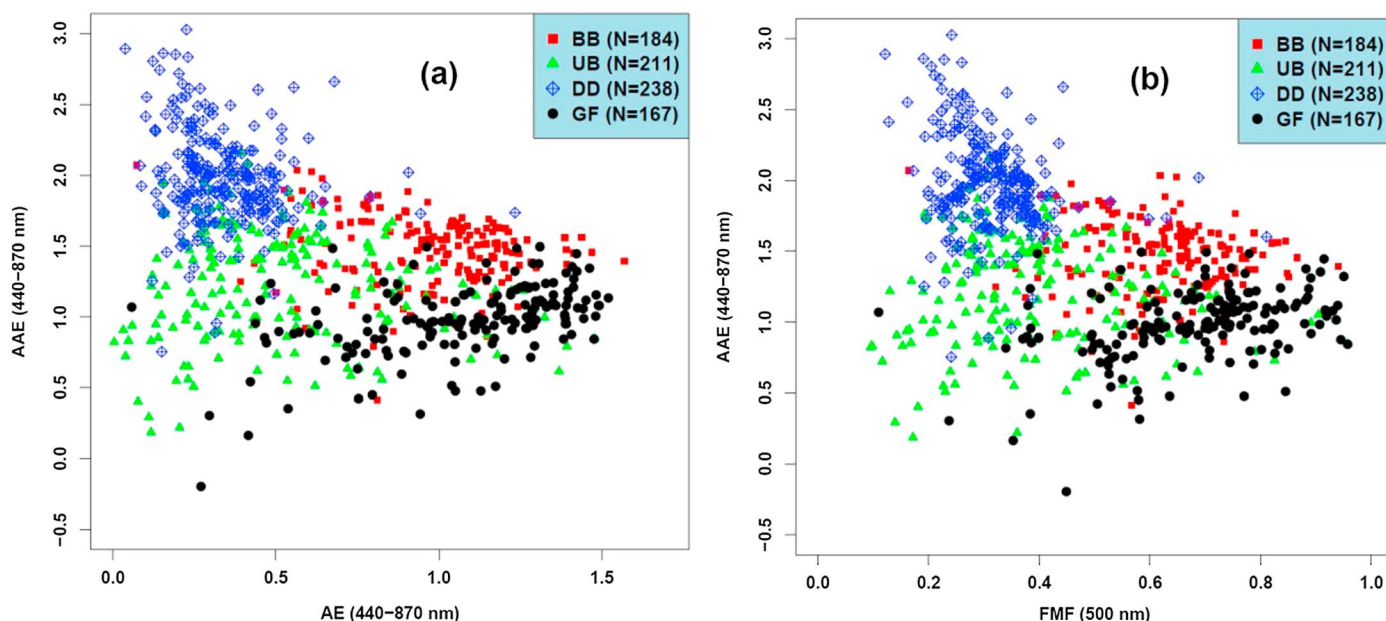 (a)
BB (N=184)
UB (N=211)
DD (N=238)
GF (N=167)
AAE (440−870 nm)
3.0
2.5
2.0
1.5
1.0
0.5
0.0
−0.5
0.0
0.5
1.0
1.5
AE (440−870 nm)
(b)
BB (N=184)
UB (N=211)
DD (N=238)
GF (N=167)
AAE (440−870 nm)
3.0
2.5
2.0
1.5
1.0
0.5
0.0
−0.5
0.0
0.2
0.4
0.6
0.8
1.0
FMF (500 nm)